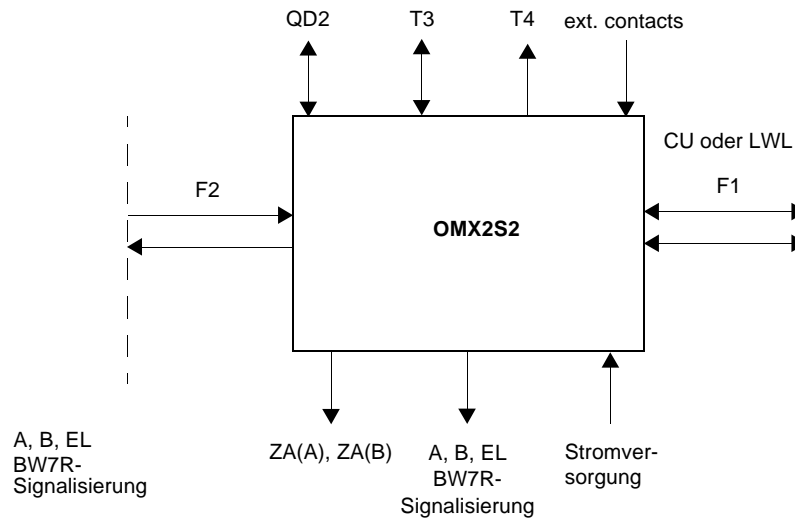 QD2
T3
T4
ext. contacts
CU oder LWL
F2
F1
OMX2S2
A, B, EL
BW7R-
Signalisierung
ZA(A), ZA(B)
A, B, EL
BW7R-
Signalisierung
Stromver-
sorgung